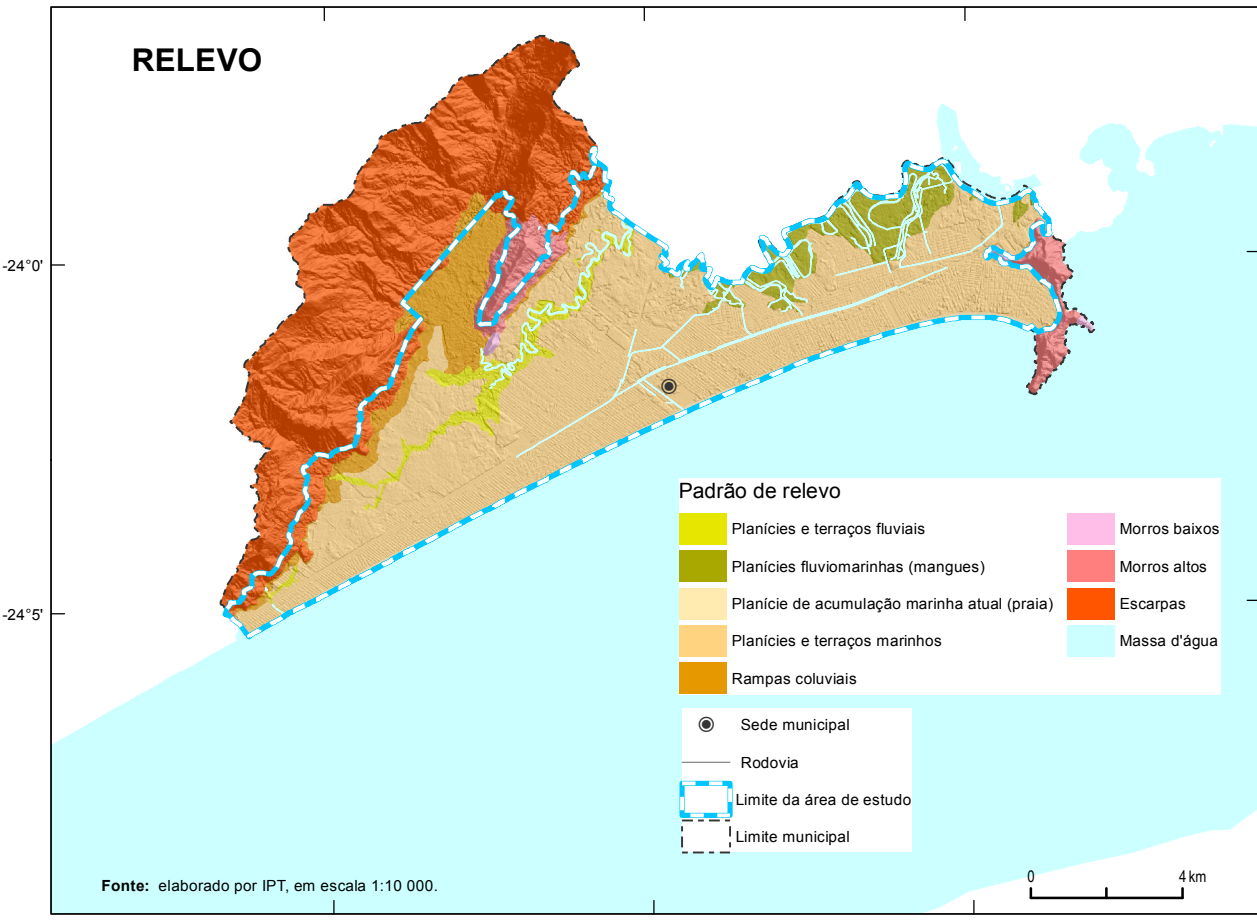 RELEVO
-24°0'
-24°5'
Padrão de relevo
Planícies e terraços fluviais
Planícies fluviomarinhas (mangues)
Planície de acumulação marinha atual (praia)
Planícies e terraços marinhos
Rampas coluviais
Morros baixos
Morros altos
Escarpas
Massa d'água
Sede municipal
Rodovia
Limite da área de estudo
Limite municipal
Fonte: elaborado por IPT, em escala 1:10 000.
0 4 km